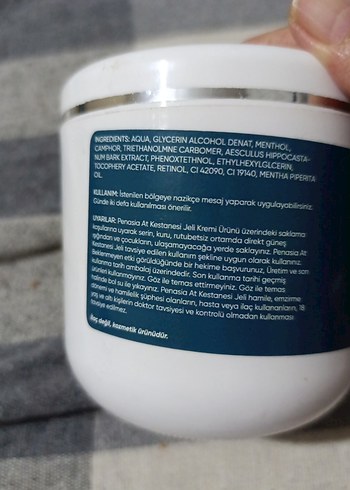 INGREDIENTS: AQUA, GLYCERIN ALCOHOL DENAT, MENTHOL,
CAMPHOR, TRIETHANOLMNE CARBOMER, AESCULUS HIPPOCASTA-
NUM BARK EXTRACT, PHENOXTETHNOL, ETHYLHEXYLGLCERIN,
TOCOPHERY ACETATE, RETINOL, CI 42090, CI 19140, MENTHA PIPERITA
OIL.
KULLANIM: İstenilen bölgeye nazikçe mesaj yaparak uygulayabilirsiniz.
Günde iki defa kullanılması önerilir.
UYARILAR: Penasia At Kestanesi Jeli Kremi Ürünü üzerindeki saklama
koşullarına uyarak serin, kuru, rutubetsiz ortamda direkt güneş
ışığından ve çocukların, ulaşamayacağı yerde saklayınız. Penasia At
Kestanesi Jeli tavsiye edilen kullanım şekline uygun olarak kullanınız.
Beklenmeyen etki görüldüğünde bir hekime başvurunuz, Üretim ve son
kullanma tarih ambalaj üzerindedir. Son kullanma tarihi geçmiş
ürünleri kullanmayınız. Göz ile temas ettirmeyiniz. Göz ile temas
halinde bol su ile yıkayınız. Penasia At Kestanesi Jeli hamile, emzirme
dönemi ve hamilelik şüphesi olanların, hasta veya ilaç kullananların, 18
yaş ve altı kişilerin doktor tavsiyesi ve kontrolü olmadan kullanması
tavsiye edilmez.
İlaç değil, kozmetik ürünüdür.